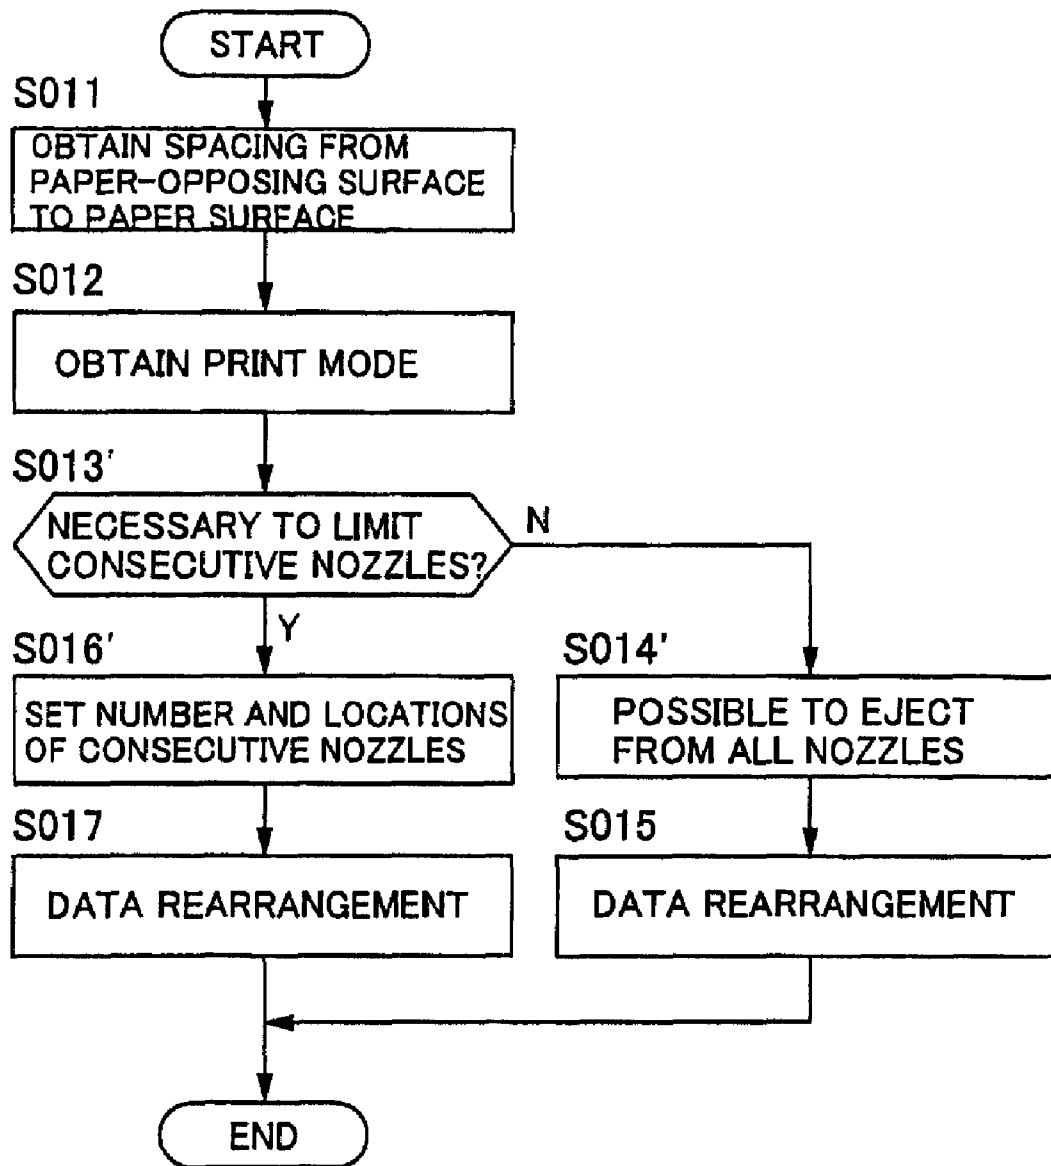 START
S011
OBTAIN SPACING FROM
PAPER-OPPOSING SURFACE
TO PAPER SURFACE
S012
OBTAIN PRINT MODE
S013'
NECESSARY TO LIMIT
CONSECUTIVE NOZZLES?
N
Y
S016'
SET NUMBER AND LOCATIONS
OF CONSECUTIVE NOZZLES
S014'
POSSIBLE TO EJECT
FROM ALL NOZZLES
S017
DATA REARRANGEMENT
S015
DATA REARRANGEMENT
END